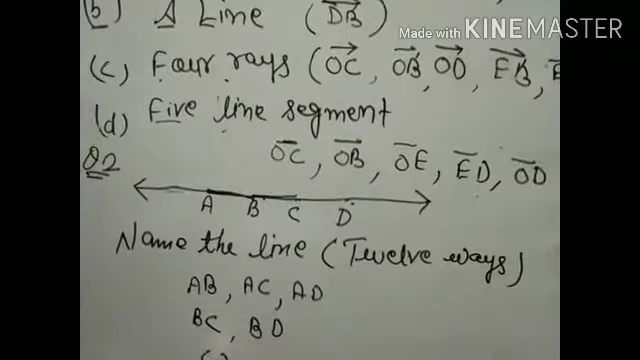 (b) A Line (DB)
Made with KINEMASTER
(c) Four rays (OC, OB, OD, EB,
(d) Five line segment
OC, OB, OE, ED, OD
Q2
A B C D
Name the line (Twelve ways)
AB, AC, AD
BC, BD